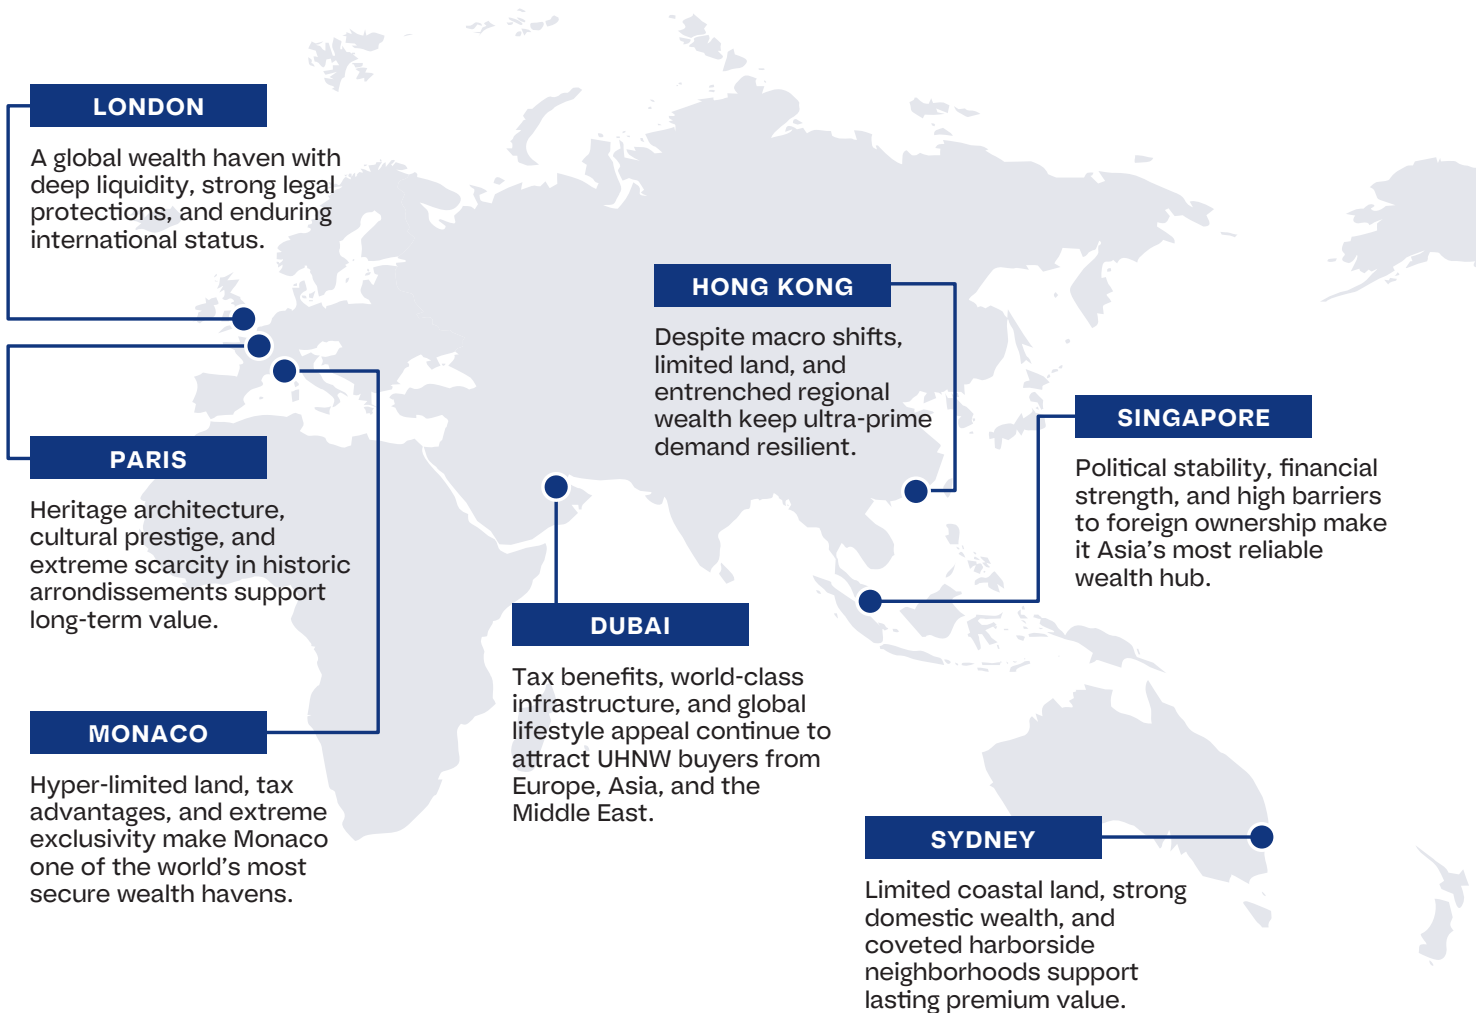 LONDON
A global wealth haven with
deep liquidity, strong legal
protections, and enduring
international status.
PARIS
Heritage architecture,
cultural prestige, and
extreme scarcity in historic
arrondissements support
long-term value.
MONACO
Hyper-limited land, tax
advantages, and extreme
exclusivity make Monaco
one of the world’s most
secure wealth havens.
HONG KONG
Despite macro shifts,
limited land, and
entrenched regional
wealth keep ultra-prime
demand resilient.
DUBAI
Tax benefits, world-class
infrastructure, and global
lifestyle appeal continue to
attract UHNW buyers from
Europe, Asia, and the
Middle East.
SINGAPORE
Political stability, financial
strength, and high barriers
to foreign ownership make
it Asia’s most reliable
wealth hub.
SYDNEY
Limited coastal land, strong
domestic wealth, and
coveted harborside
neighborhoods support
lasting premium value.